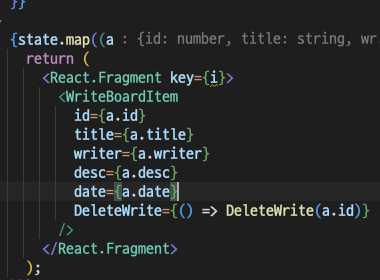 }}
{state.map((a : {id: number, title: string, wr
return (
<React.Fragment key={i}>
<WriteBoardItem
id={a.id}
title={a.title}
writer={a.writer}
desc={a.desc}
date={a.date}
DeleteWrite={() => DeleteWrite(a.id)}
/>
</React.Fragment>
);